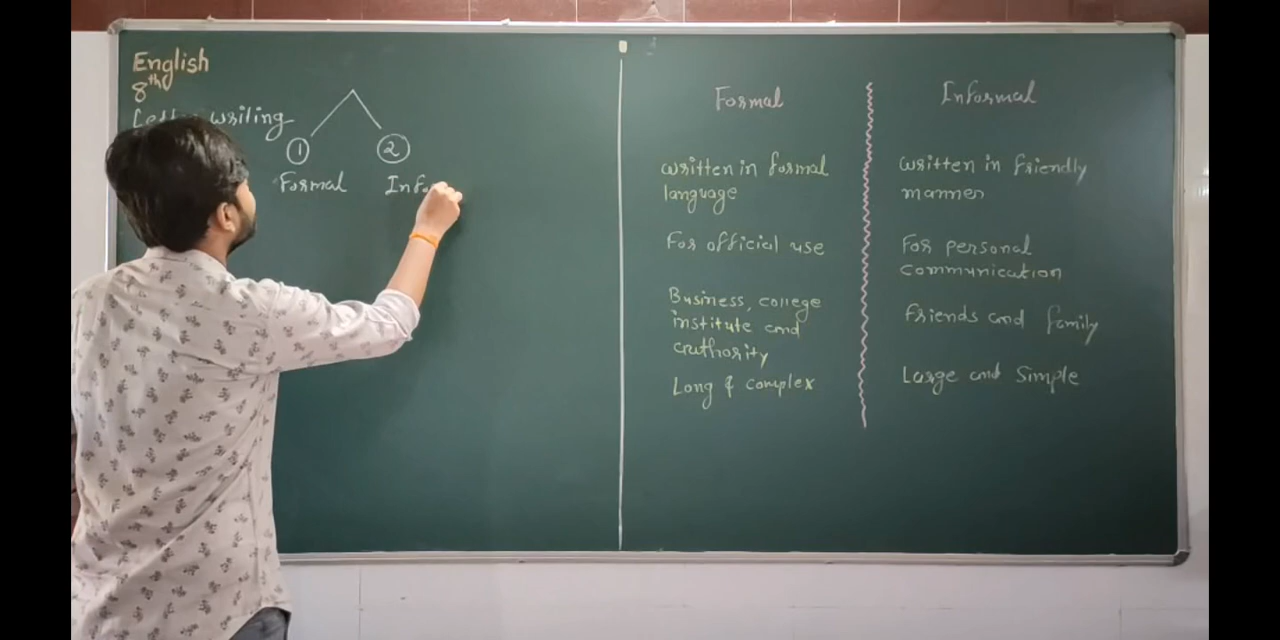 English
8th
Letter writing
1
2
Formal
Info
Formal
written in formal
language
For official use
Business, college
institute and
authority
Long & complex
Informal
written in friendly
manner
For personal
communication
Friends and family
Large and simple